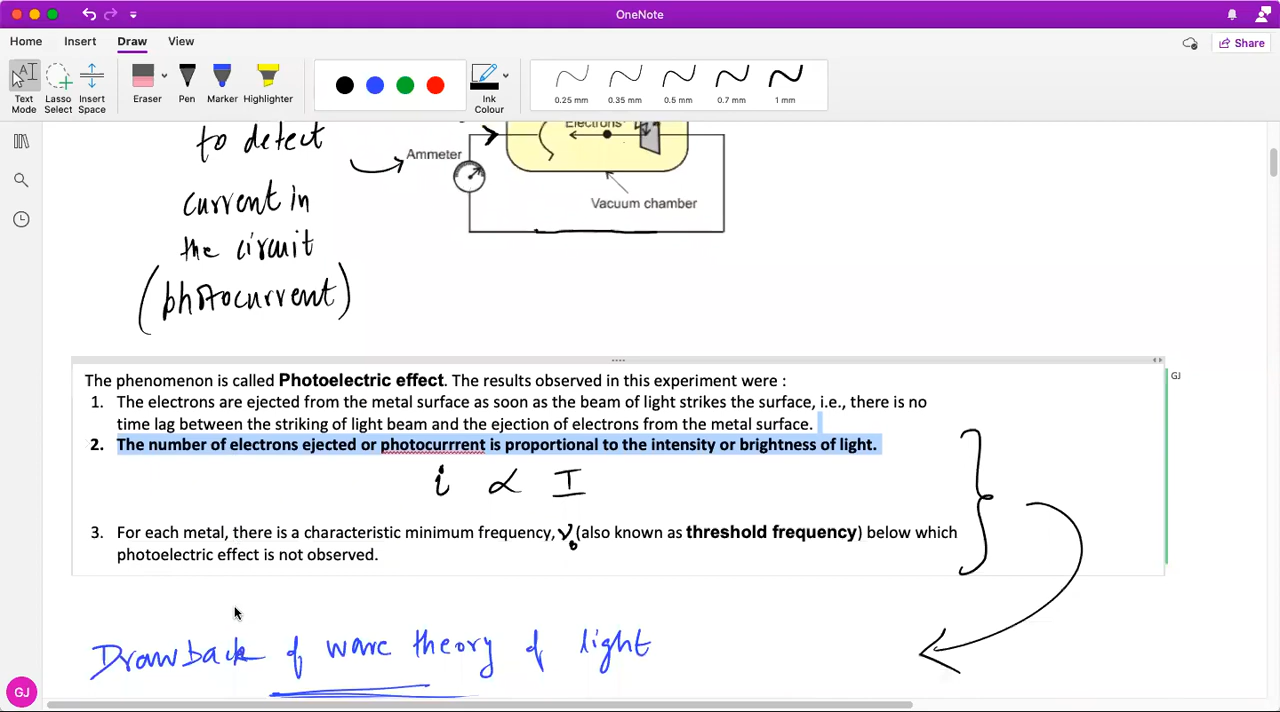 OneNote
Home Insert Draw View
Share
Text Mode
Lasso Select
Insert Space
Eraser
Pen
Marker
Highlighter
Ink Colour
0.25 mm 0.35 mm 0.5 mm 0.7 mm 1 mm
to detect
current in
the circuit
(photocurrent)
Electrons
Ammeter
Vacuum chamber
The phenomenon is called Photoelectric effect. The results observed in this experiment were :
GJ
1. The electrons are ejected from the metal surface as soon as the beam of light strikes the surface, i.e., there is no
time lag between the striking of light beam and the ejection of electrons from the metal surface.
2. The number of electrons ejected or photocurrrent is proportional to the intensity or brightness of light.
i ∝ I
3. For each metal, there is a characteristic minimum frequency, ν₀ (also known as threshold frequency) below which
photoelectric effect is not observed.
Drawback of wave theory of light
GJ